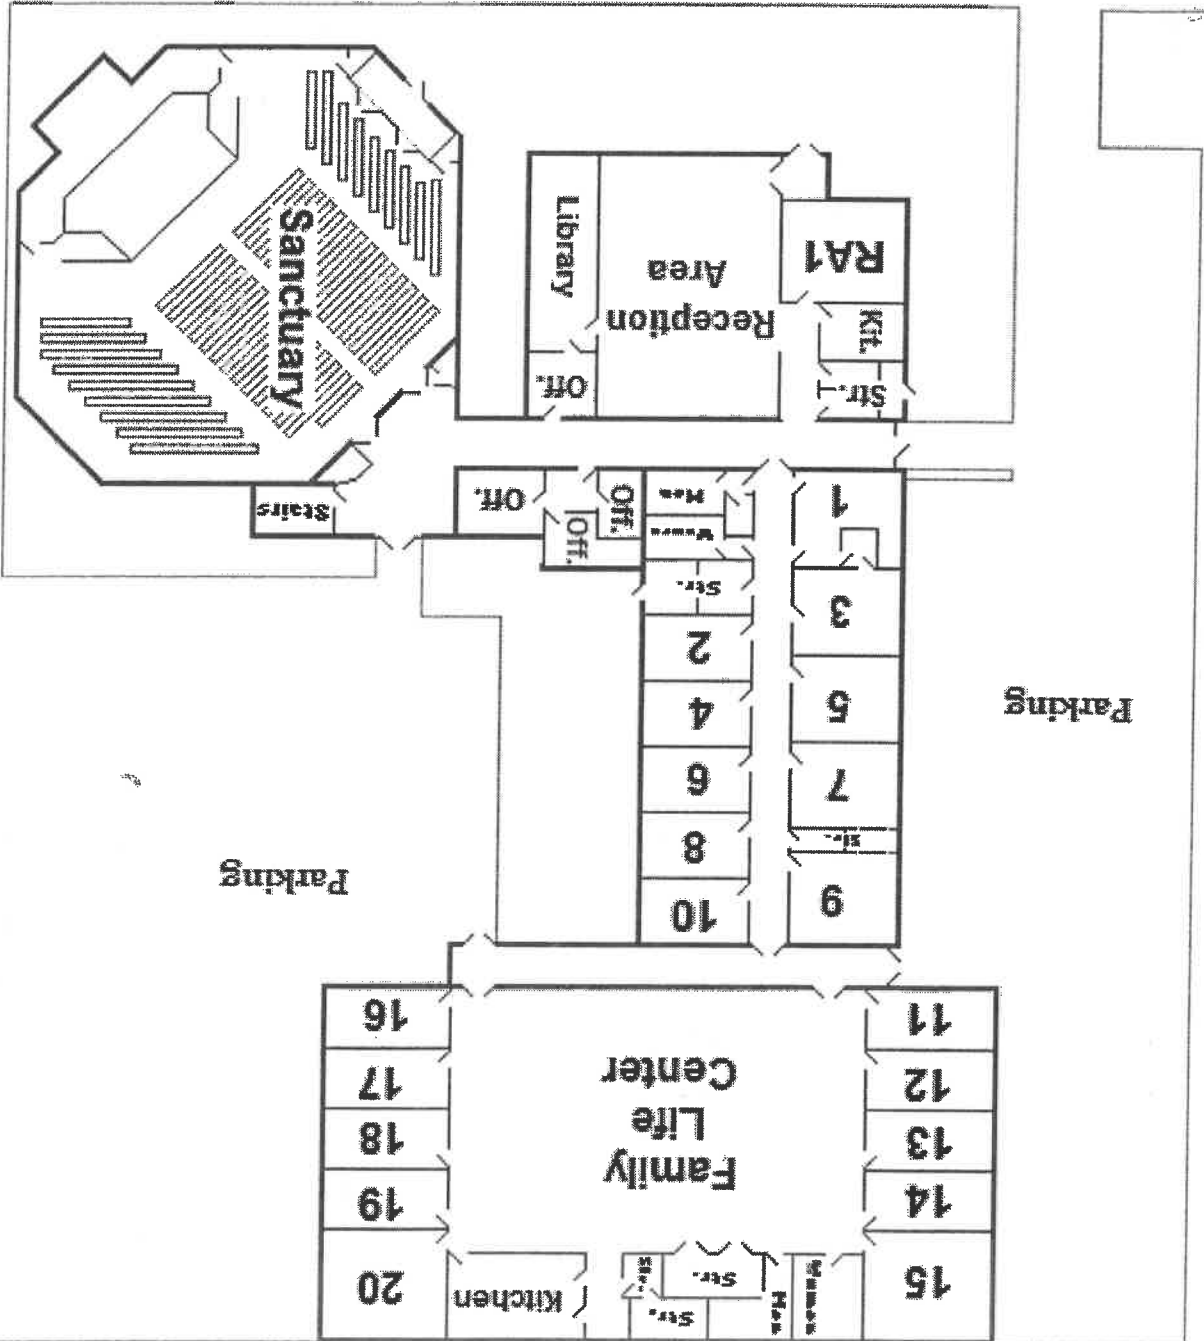 15
Women
Men
Str.
Str.
Str.
Kitchen
20
14
19
Family
Life
Center
13
18
12
17
11
16
9
10
Str.
8
Parking
7
6
Parking
5
4
3
2
Str.
1
Women
Men
Off.
Off.
Off.
Stairs
Str.
Off.
Kit.
Reception
Area
RA1
Library
Sanctuary